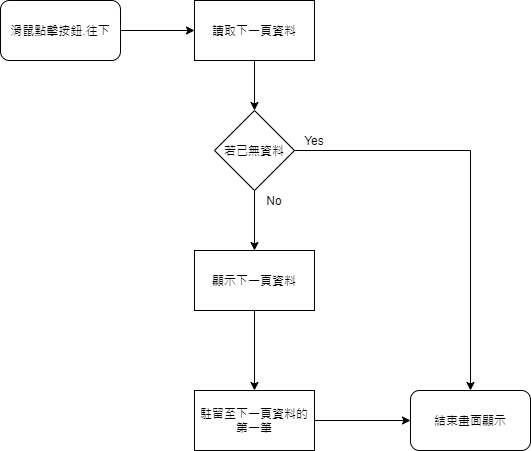 滑鼠點擊按鈕.往下
讀取下一頁資料
若已無資料
Yes
No
顯示下一頁資料
駐留至下一頁資料的
第一筆
結束畫面顯示